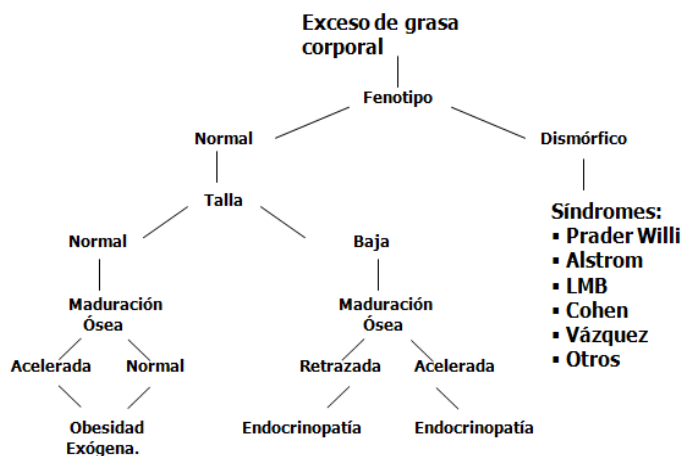 Exceso de grasa
corporal
Fenotipo
Normal
Dismórfico
Talla
Síndromes:
▪ Prader Willi
▪ Alstrom
▪ LMB
▪ Cohen
▪ Vázquez
▪ Otros
Normal
Baja
Maduración
Ósea
Maduración
Ósea
Acelerada
Normal
Retrazada
Acelerada
Obesidad
Exógena.
Endocrinopatía
Endocrinopatía